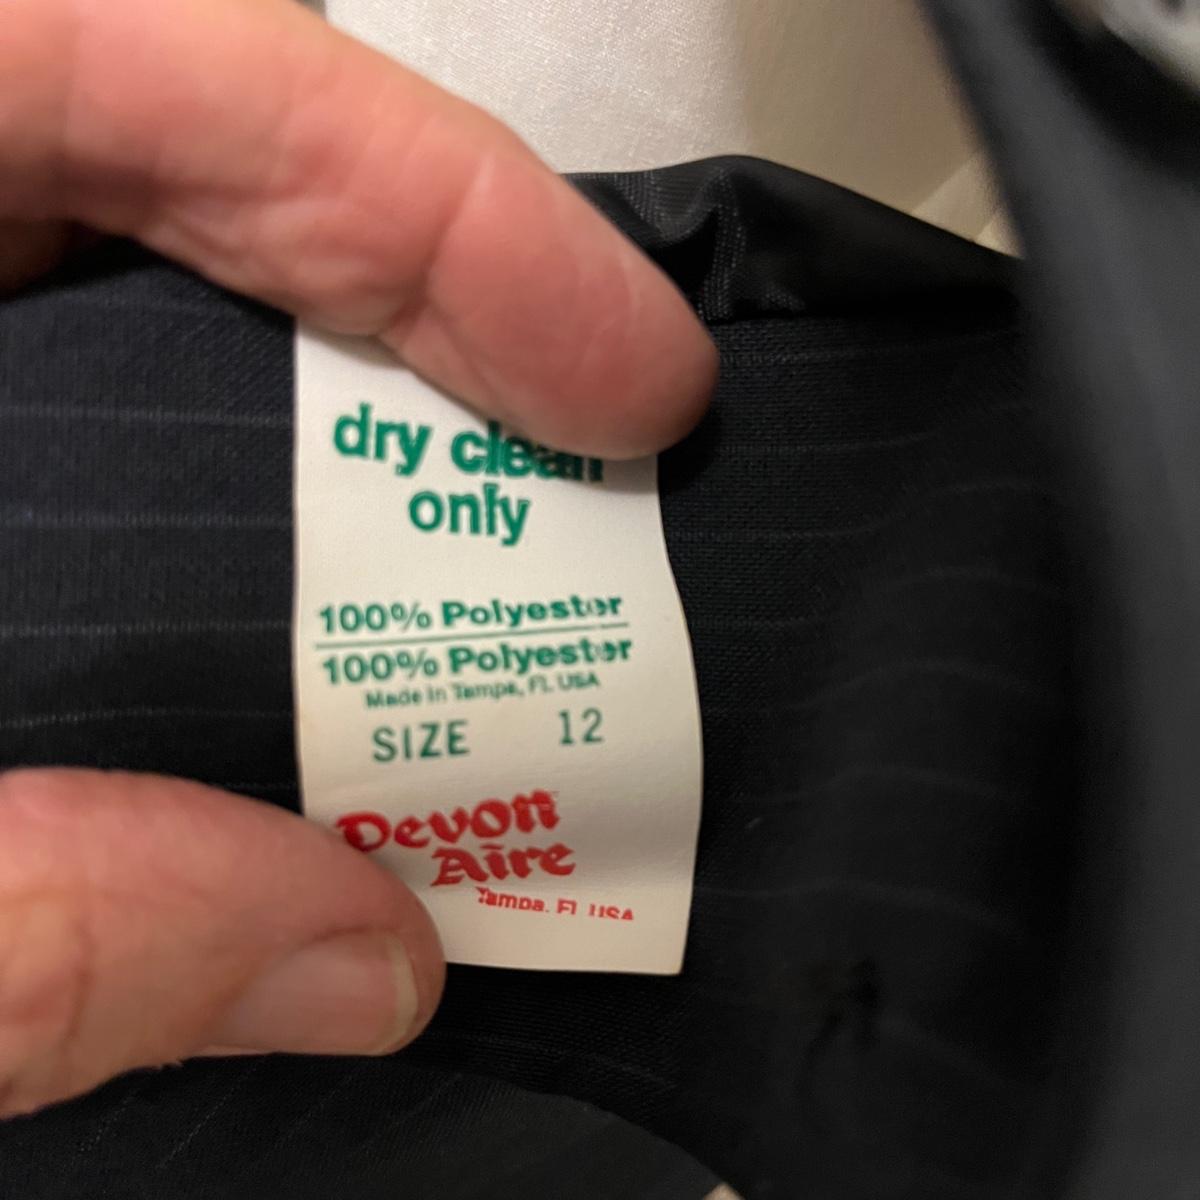 dry clean
only
100% Polyester
100% Polyester
Made in Tampa, FL USA
SIZE 12
Devon
Aire
Tampa, FL USA